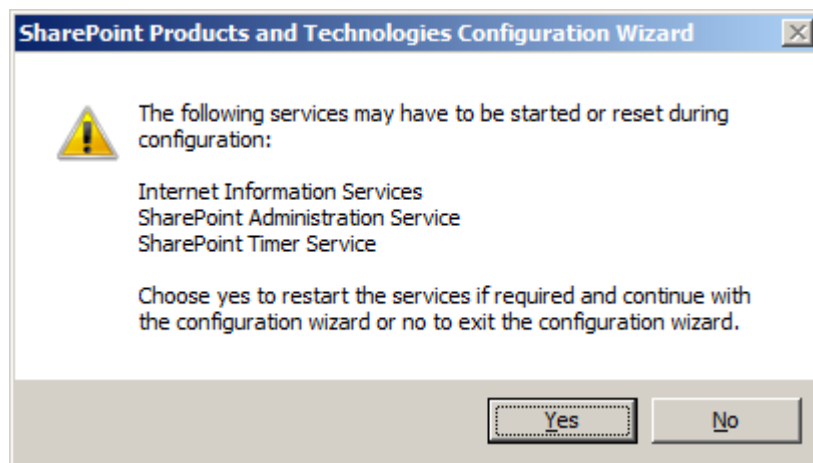 SharePoint Products and Technologies Configuration Wizard
The following services may have to be started or reset during
configuration:
Internet Information Services
SharePoint Administration Service
SharePoint Timer Service
Choose yes to restart the services if required and continue with
the configuration wizard or no to exit the configuration wizard.
Yes No